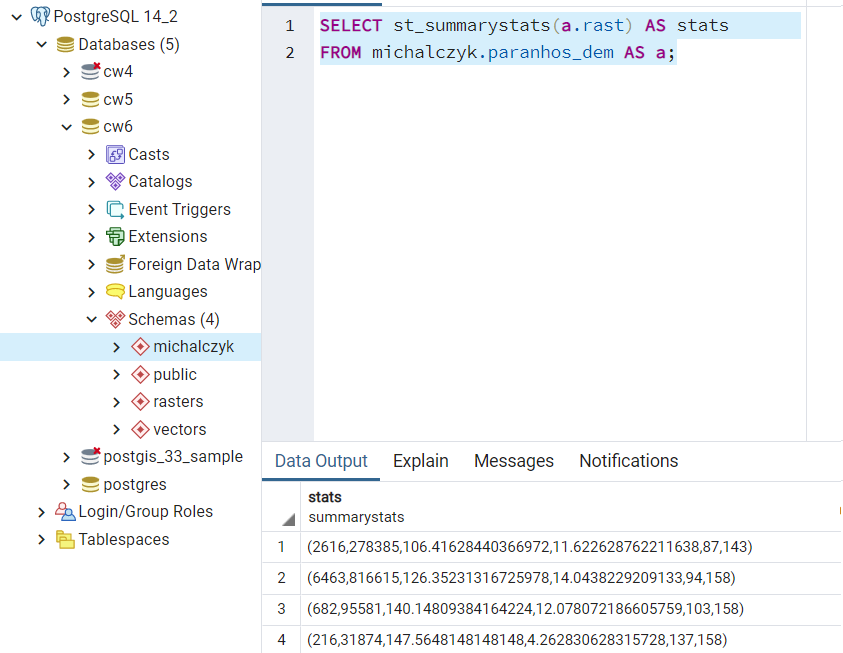 PostgreSQL 14_2
Databases (5)
cw4
cw5
cw6
Casts
Catalogs
Event Triggers
Extensions
Foreign Data Wrap
Languages
Schemas (4)
michalczyk
public
rasters
vectors
postgis_33_sample
postgres
Login/Group Roles
Tablespaces
1 SELECT st_summarystats(a.rast) AS stats
2 FROM michalczyk.paranhos_dem AS a;
Data Output Explain Messages Notifications
stats
summarystats
1 (2616,278385,106.41628440366972,11.622628762211638,87,143)
2 (6463,816615,126.35231316725978,14.0438229209133,94,158)
3 (682,95581,140.14809384164224,12.078072186605759,103,158)
4 (216,31874,147.5648148148148,4.262830628315728,137,158)